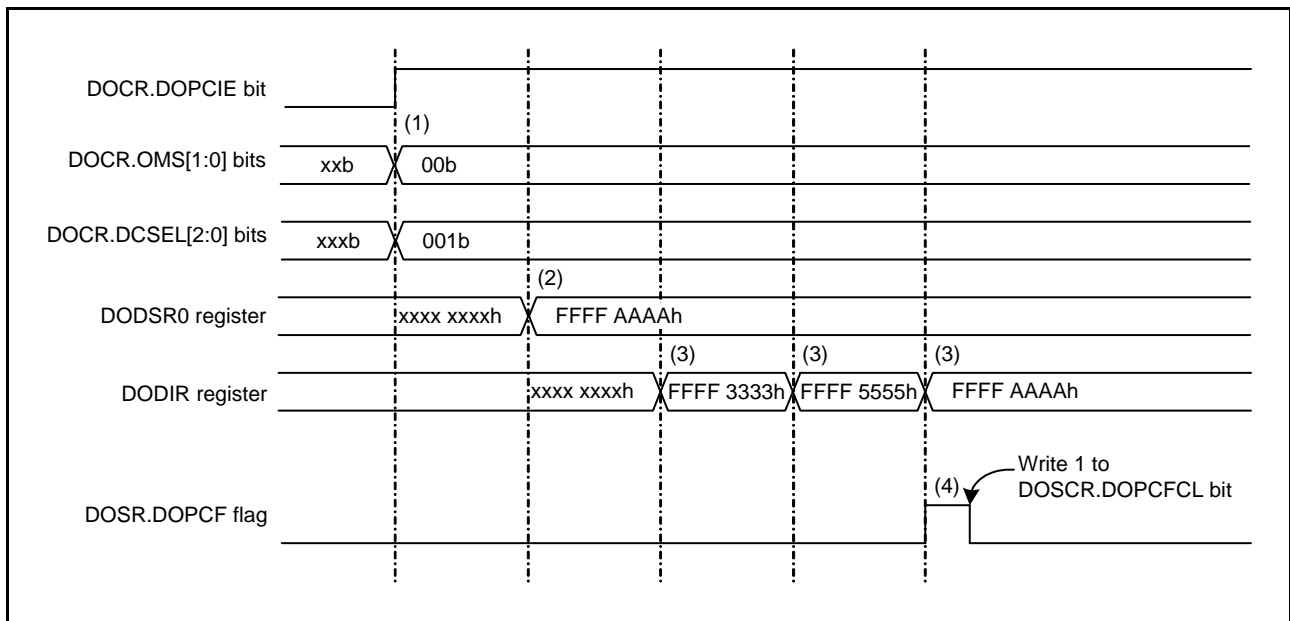 DOCR.DOPCIE bit
(1)
DOCR.OMS[1:0] bits xxb 00b
DOCR.DCSEL[2:0] bits xxxb 001b
(2)
DODSR0 register xxxx xxxxh FFFF AAAAh
(3) (3) (3)
DODIR register xxxx xxxxh FFFF 3333h FFFF 5555h FFFF AAAAh
Write 1 to
(4) DOSCR.DOPCFCL bit
DOSR.DOPCF flag